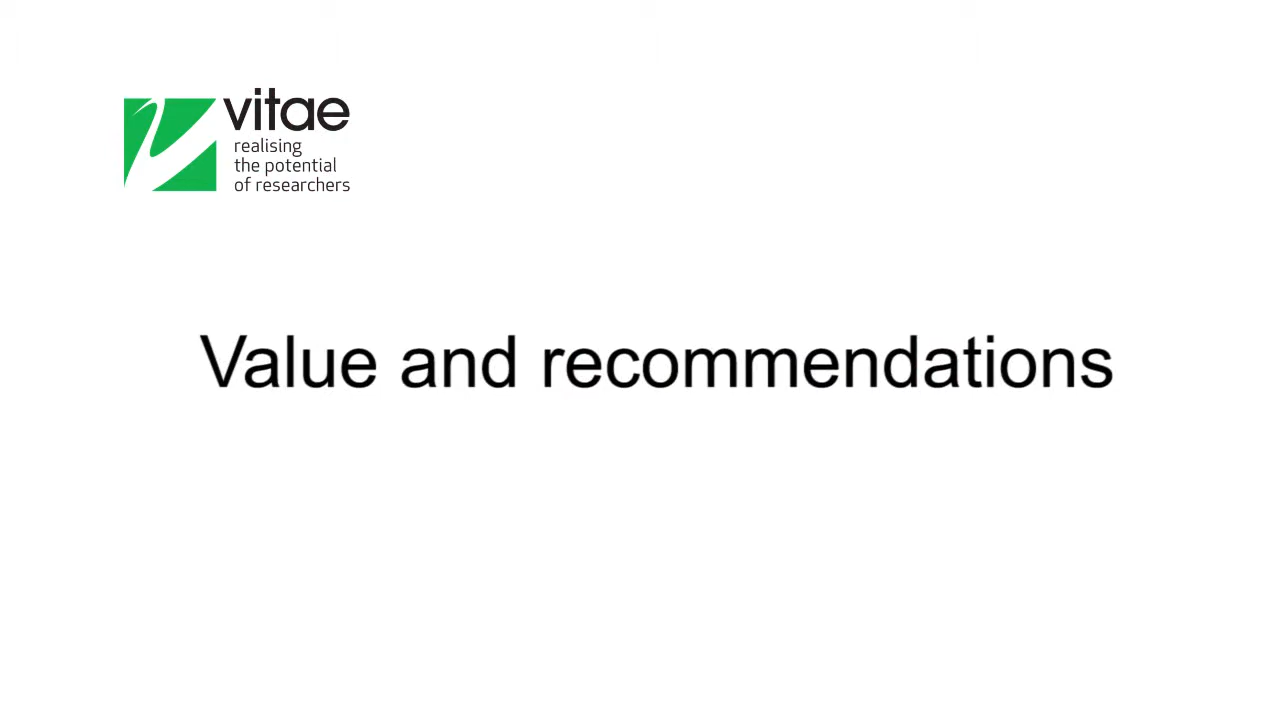 vitae
realising
the potential
of researchers
Value and recommendations